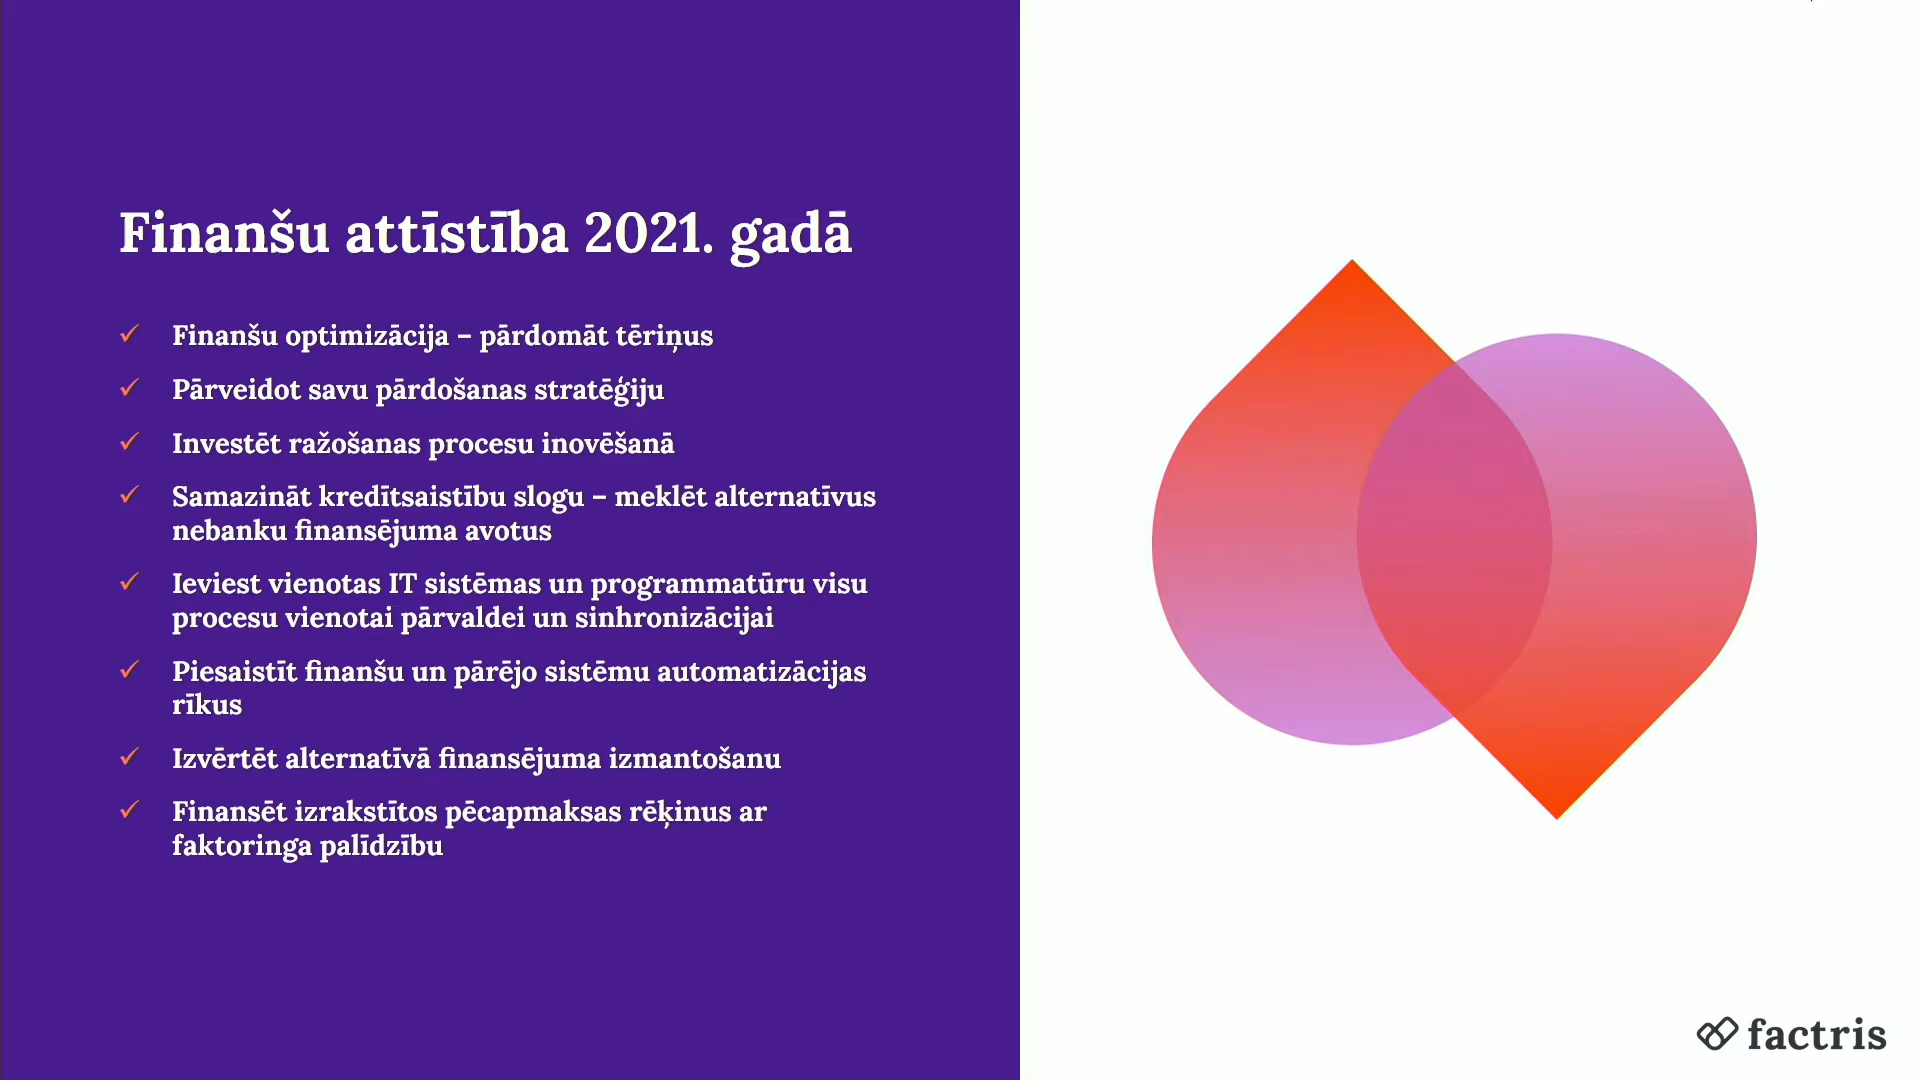 Finanšu attīstība 2021. gadā
Finanšu optimizācija – pārdomāt tēriņus
Pārveidot savu pārdošanas stratēģiju
Investēt ražošanas procesu inovēšanā
Samazināt kredītsaistību slogu – meklēt alternatīvus
nebanku finansējuma avotus
Ieviest vienotas IT sistēmas un programmatūru visu
procesu vienotai pārvaldei un sinhronizācijai
Piesaistīt finanšu un pārējo sistēmu automatizācijas
rīkus
Izvērtēt alternatīvā finansējuma izmantošanu
Finansēt izrakstītos pēcapmaksas rēķinus ar
faktoringa palīdzību
factris